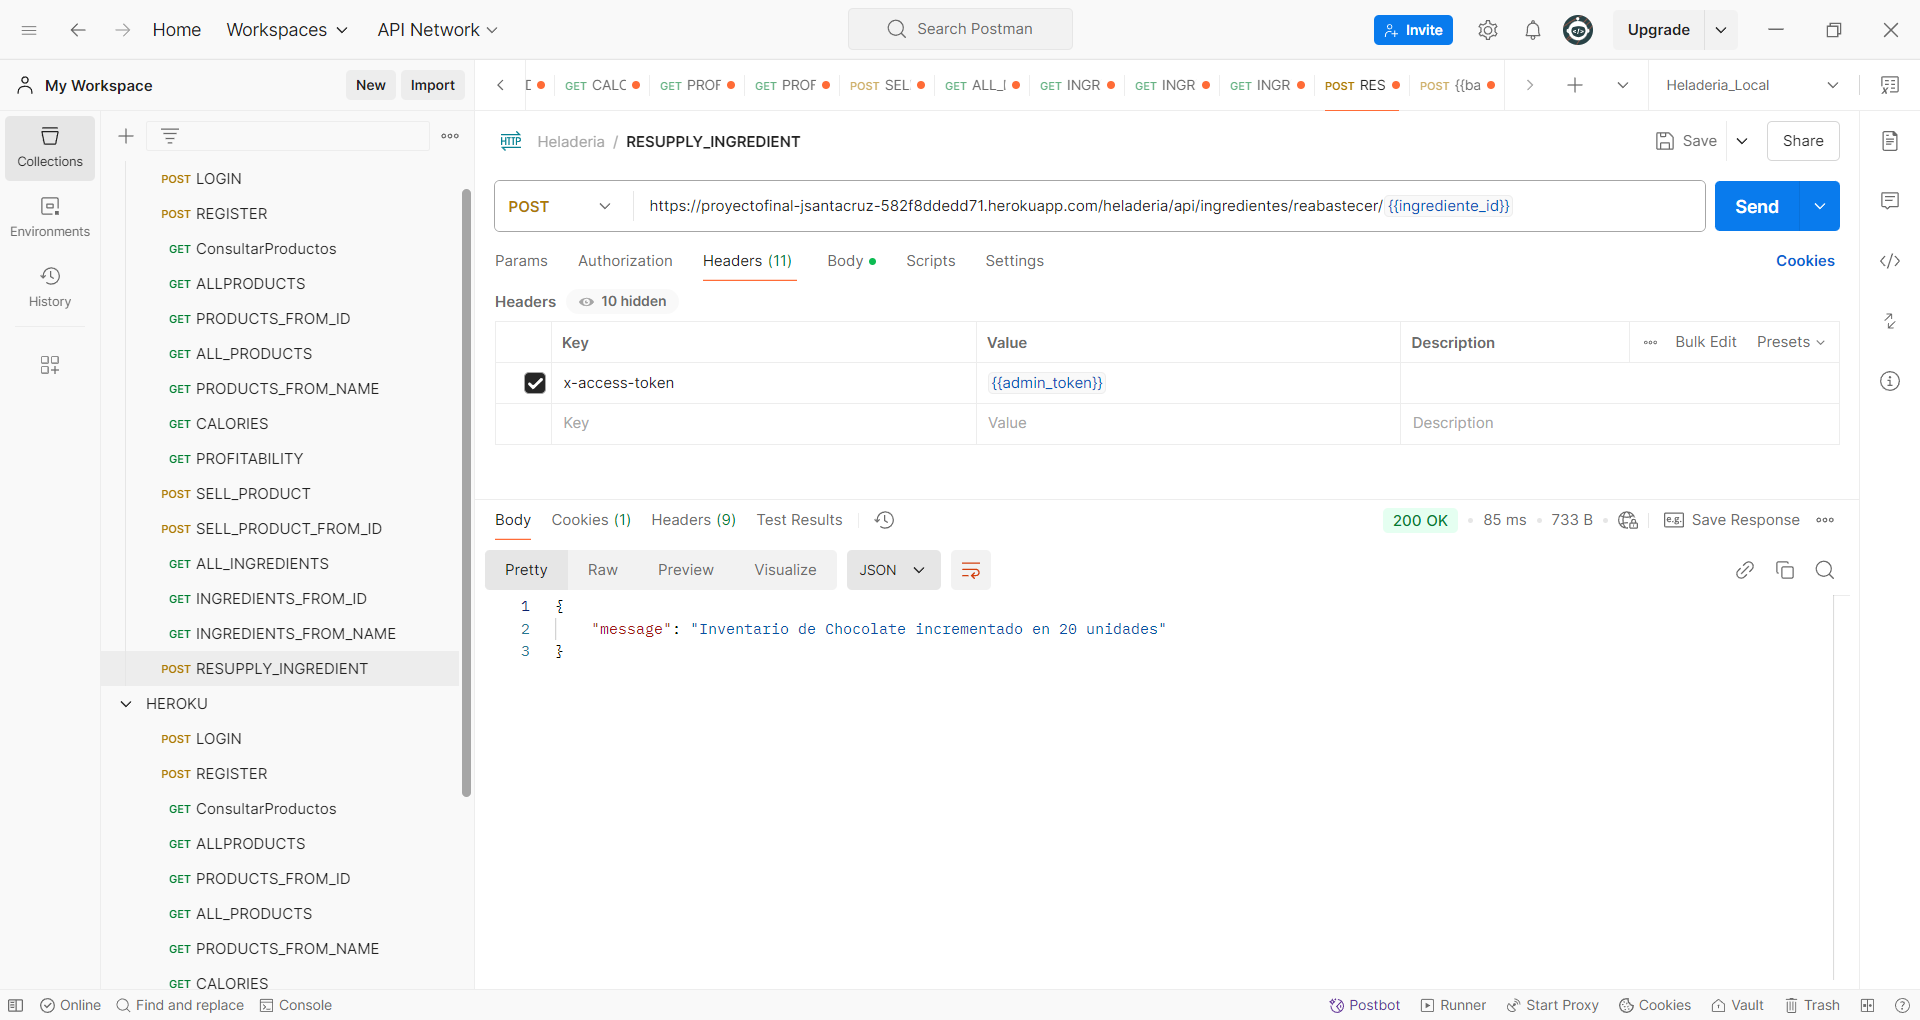 Home Workspaces API Network Search Postman Invite Upgrade
My Workspace New Import
GET CALC GET PROF GET PROF POST SEL GET ALL_I GET INGR GET INGR GET INGR POST RES POST {{ba Heladeria_Local
Collections
Environments
History
POST LOGIN
POST REGISTER
GET ConsultarProductos
GET ALLPRODUCTS
GET PRODUCTS_FROM_ID
GET ALL_PRODUCTS
GET PRODUCTS_FROM_NAME
GET CALORIES
GET PROFITABILITY
POST SELL_PRODUCT
POST SELL_PRODUCT_FROM_ID
GET ALL_INGREDIENTS
GET INGREDIENTS_FROM_ID
GET INGREDIENTS_FROM_NAME
POST RESUPPLY_INGREDIENT
HEROKU
POST LOGIN
POST REGISTER
GET ConsultarProductos
GET ALLPRODUCTS
GET PRODUCTS_FROM_ID
GET ALL_PRODUCTS
GET PRODUCTS_FROM_NAME
GET CALORIES
HTTP Heladeria / RESUPPLY_INGREDIENT Save Share
POST https://proyectofinal-jsantacruz-582f8ddedd71.herokuapp.com/heladeria/api/ingredientes/reabastecer/ {{ingrediente_id}} Send
Params Authorization Headers (11) Body Scripts Settings Cookies
Headers 10 hidden
Key Value Description Bulk Edit Presets
x-access-token {{admin_token}}
Key Value Description
Body Cookies (1) Headers (9) Test Results 200 OK 85 ms 733 B e.g. Save Response
Pretty Raw Preview Visualize JSON
1 {
2 "message": "Inventario de Chocolate incrementado en 20 unidades"
3 }
Online Find and replace Console Postbot Runner Start Proxy Cookies Vault Trash